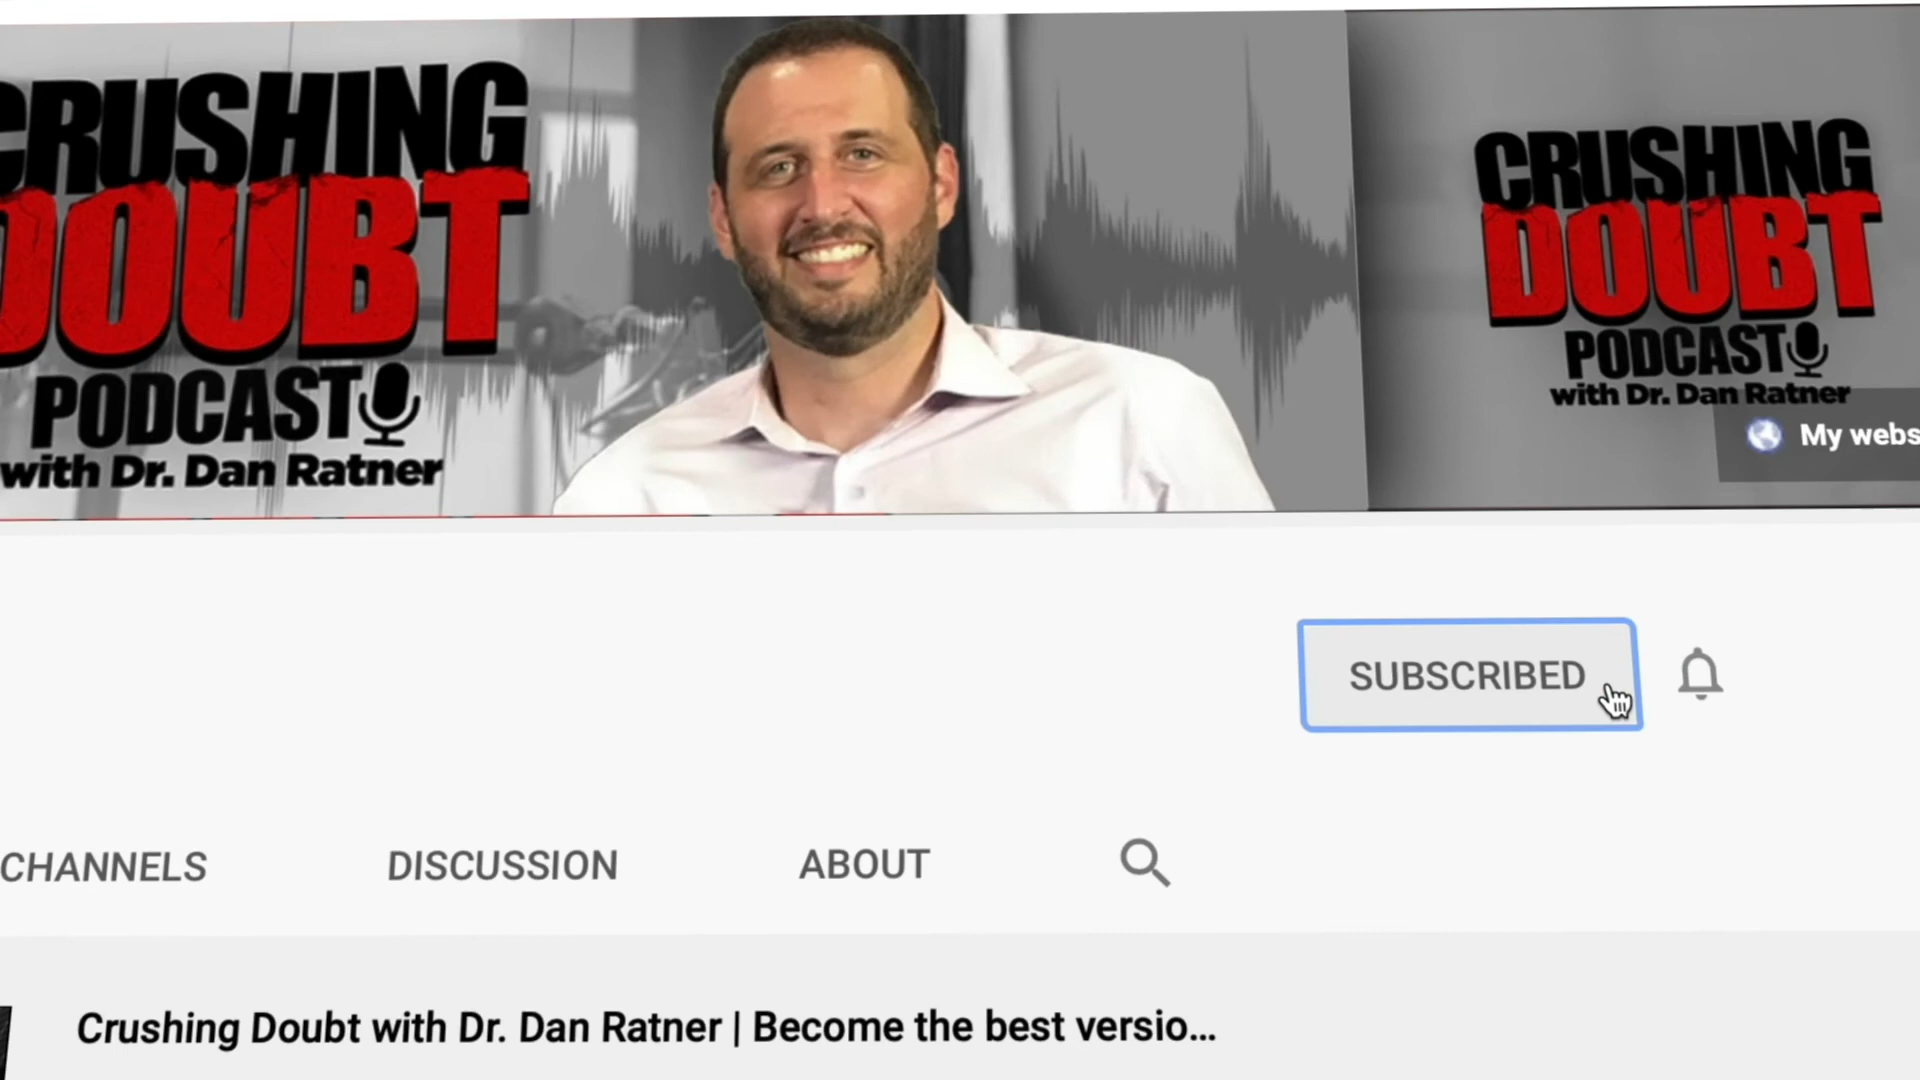 CRUSHING
DOUBT
PODCAST
with Dr. Dan Ratner
CRUSHING
DOUBT
PODCAST
with Dr. Dan Ratner
My webs
SUBSCRIBED
CHANNELS
DISCUSSION
ABOUT
Crushing Doubt with Dr. Dan Ratner | Become the best versio...